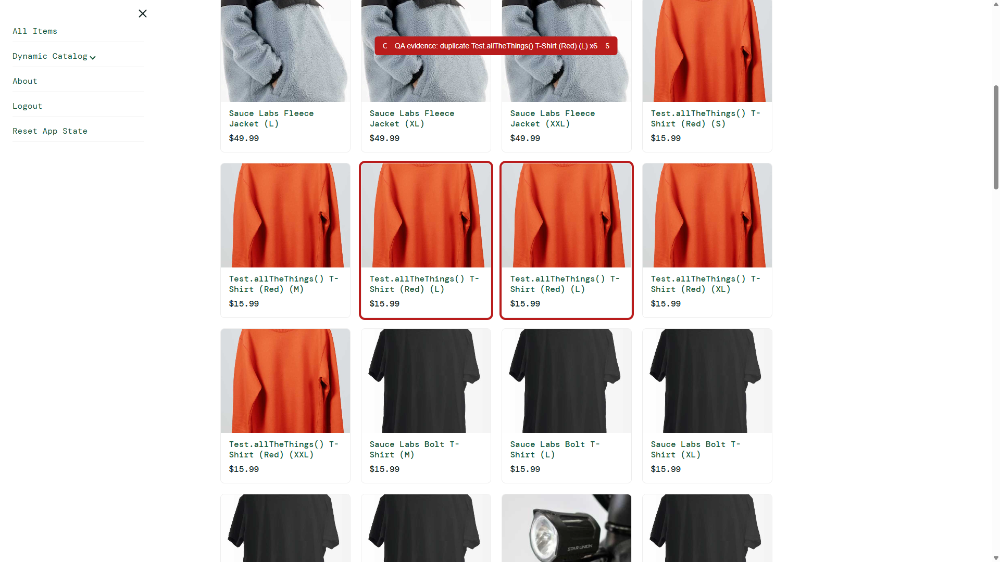 All Items
Dynamic Catalog
About
Logout
Reset App State
QA evidence: duplicate Test.allTheThings() T-Shirt (Red) (L) x6
Sauce Labs Fleece
Jacket (L)
$49.99
Sauce Labs Fleece
Jacket (XL)
$49.99
Sauce Labs Fleece
Jacket (XXL)
$49.99
Test.allTheThings() T-
Shirt (Red) (S)
$15.99
Test.allTheThings() T-
Shirt (Red) (M)
$15.99
Test.allTheThings() T-
Shirt (Red) (L)
$15.99
Test.allTheThings() T-
Shirt (Red) (L)
$15.99
Test.allTheThings() T-
Shirt (Red) (XL)
$15.99
Test.allTheThings() T-
Shirt (Red) (XXL)
$15.99
Sauce Labs Bolt T-
Shirt (M)
$15.99
Sauce Labs Bolt T-
Shirt (L)
$15.99
Sauce Labs Bolt T-
Shirt (XL)
$15.99
STAR UNION